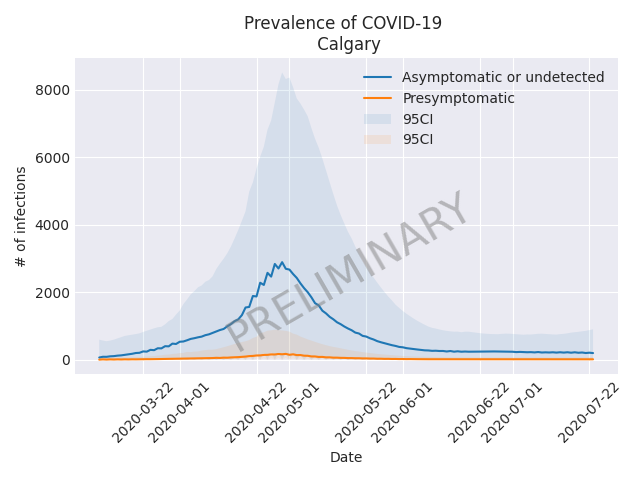 Prevalence of COVID-19
Calgary
Asymptomatic or undetected
Presymptomatic
95CI
95CI
8000
6000
4000
2000
0
# of infections
PRELIMINARY
2020-03-22
2020-04-01
2020-04-22
2020-05-01
2020-05-22
2020-06-01
2020-06-22
2020-07-01
2020-07-22
Date